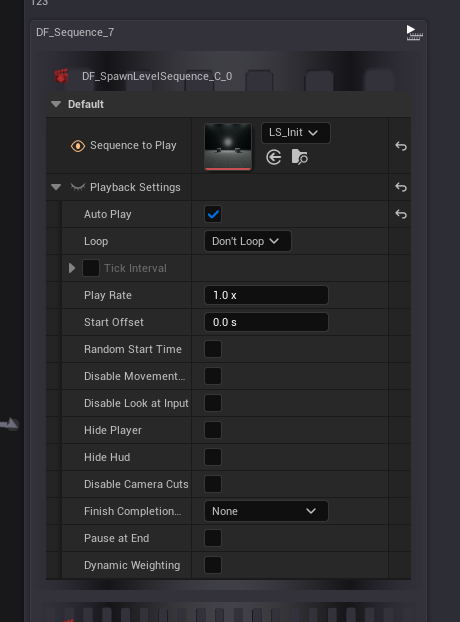 123
DF_Sequence_7
DF_SpawnLevelSequence_C_0
Default
Sequence to Play
LS_Init
Playback Settings
Auto Play
Loop
Don't Loop
Tick Interval
Play Rate
1.0 x
Start Offset
0.0 s
Random Start Time
Disable Movement...
Disable Look at Input
Hide Player
Hide Hud
Disable Camera Cuts
Finish Completion...
None
Pause at End
Dynamic Weighting